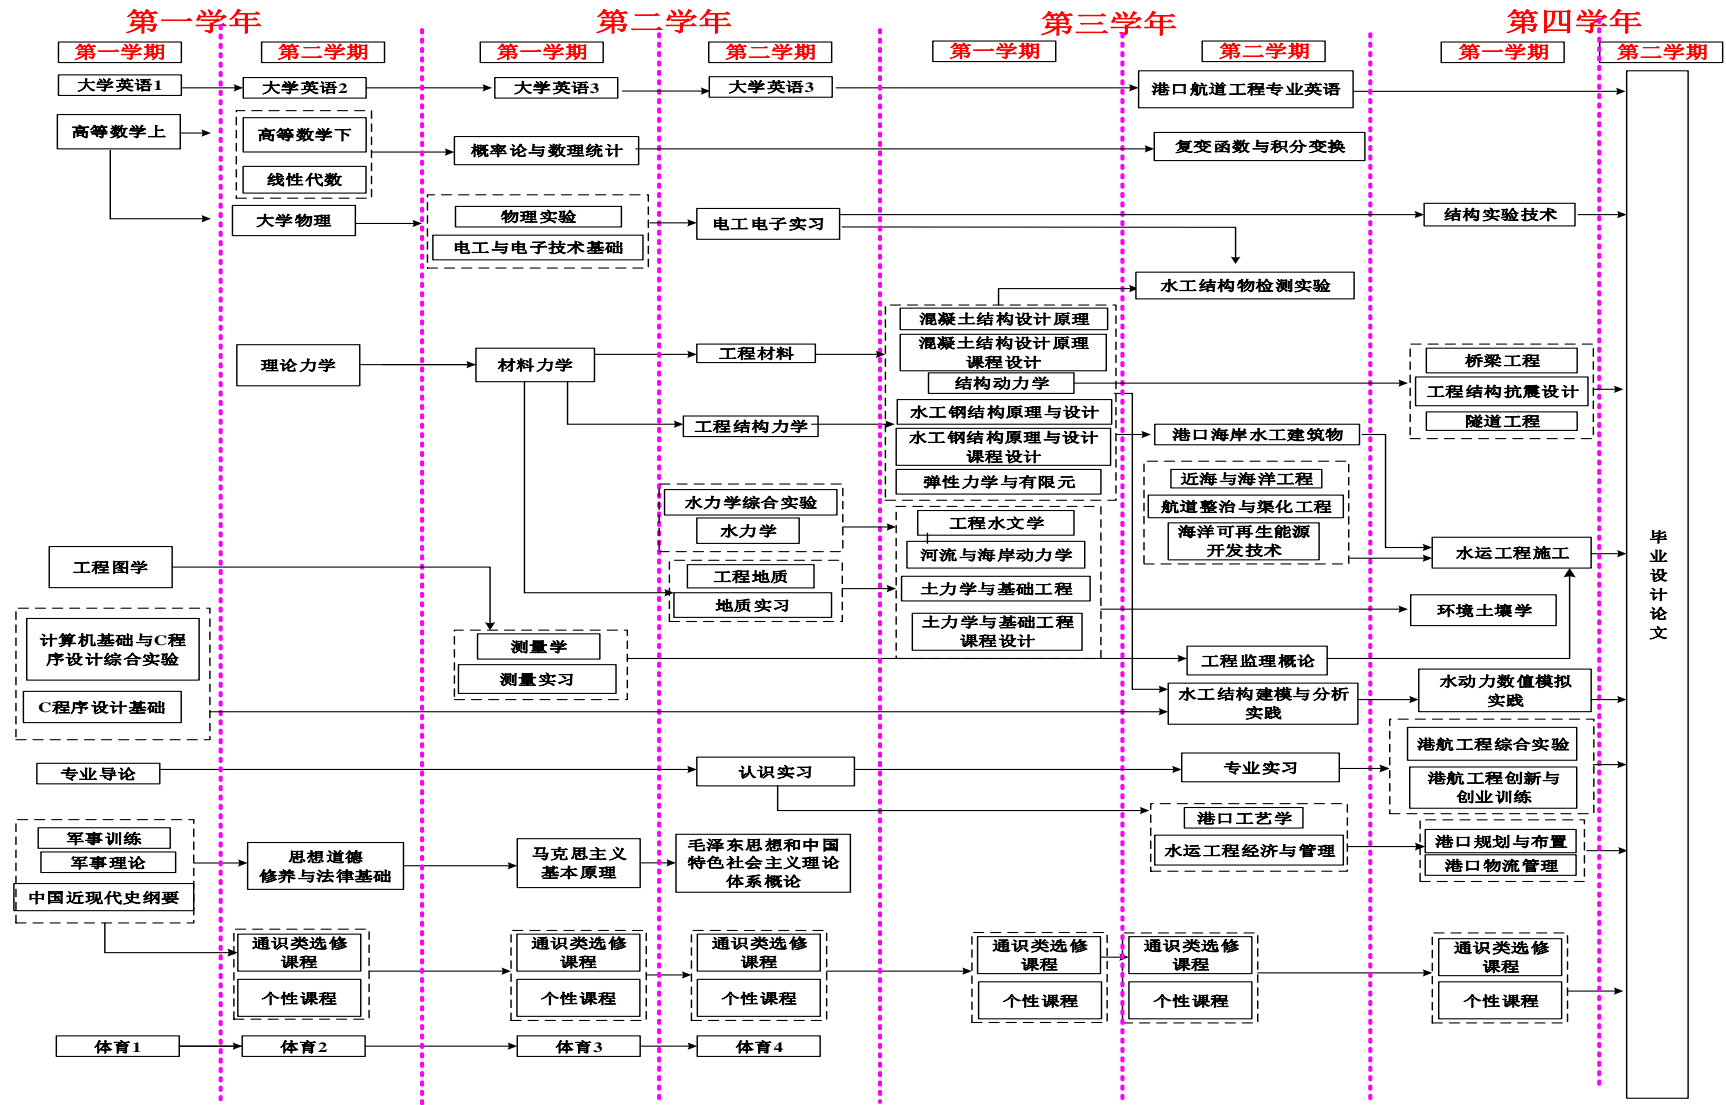 第一学年
第二学年
第三学年
第四学年
第一学期
第二学期
第一学期
第二学期
第一学期
第二学期
第一学期
第二学期
大学英语1
大学英语2
大学英语3
大学英语3
港口航道工程专业英语
高等数学上
高等数学下
线性代数
概率论与数理统计
复变函数与积分变换
大学物理
物理实验
电工与电子技术基础
电工电子实习
结构实验技术
水工结构物检测实验
理论力学
材料力学
工程材料
工程结构力学
混凝土结构设计原理
混凝土结构设计原理
课程设计
结构动力学
水工钢结构原理与设计
水工钢结构原理与设计
课程设计
弹性力学与有限元
桥梁工程
工程结构抗震设计
隧道工程
港口海岸水工建筑物
近海与海洋工程
航道整治与渠化工程
海洋可再生能源
开发技术
水力学综合实验
水力学
工程水文学
河流与海岸动力学
土力学与基础工程
土力学与基础工程
课程设计
水运工程施工
环境土壤学
工程图学
工程地质
地质实习
计算机基础与C程
序设计综合实验
C程序设计基础
测量学
测量实习
工程监理概论
水工结构建模与分析
实践
水动力数值模拟
实践
专业导论
认识实习
专业实习
港航工程综合实验
港航工程创新与
创业训练
军事训练
军事理论
中国近现代史纲要
思想道德
修养与法律基础
马克思主义
基本原理
毛泽东思想和中国
特色社会主义理论
体系概论
港口工艺学
水运工程经济与管理
港口规划与布置
港口物流管理
通识类选修
课程
个性课程
通识类选修
课程
个性课程
通识类选修
课程
个性课程
通识类选修
课程
个性课程
通识类选修
课程
个性课程
通识类选修
课程
个性课程
体育1
体育2
体育3
体育4
毕
业
设
计
论
文